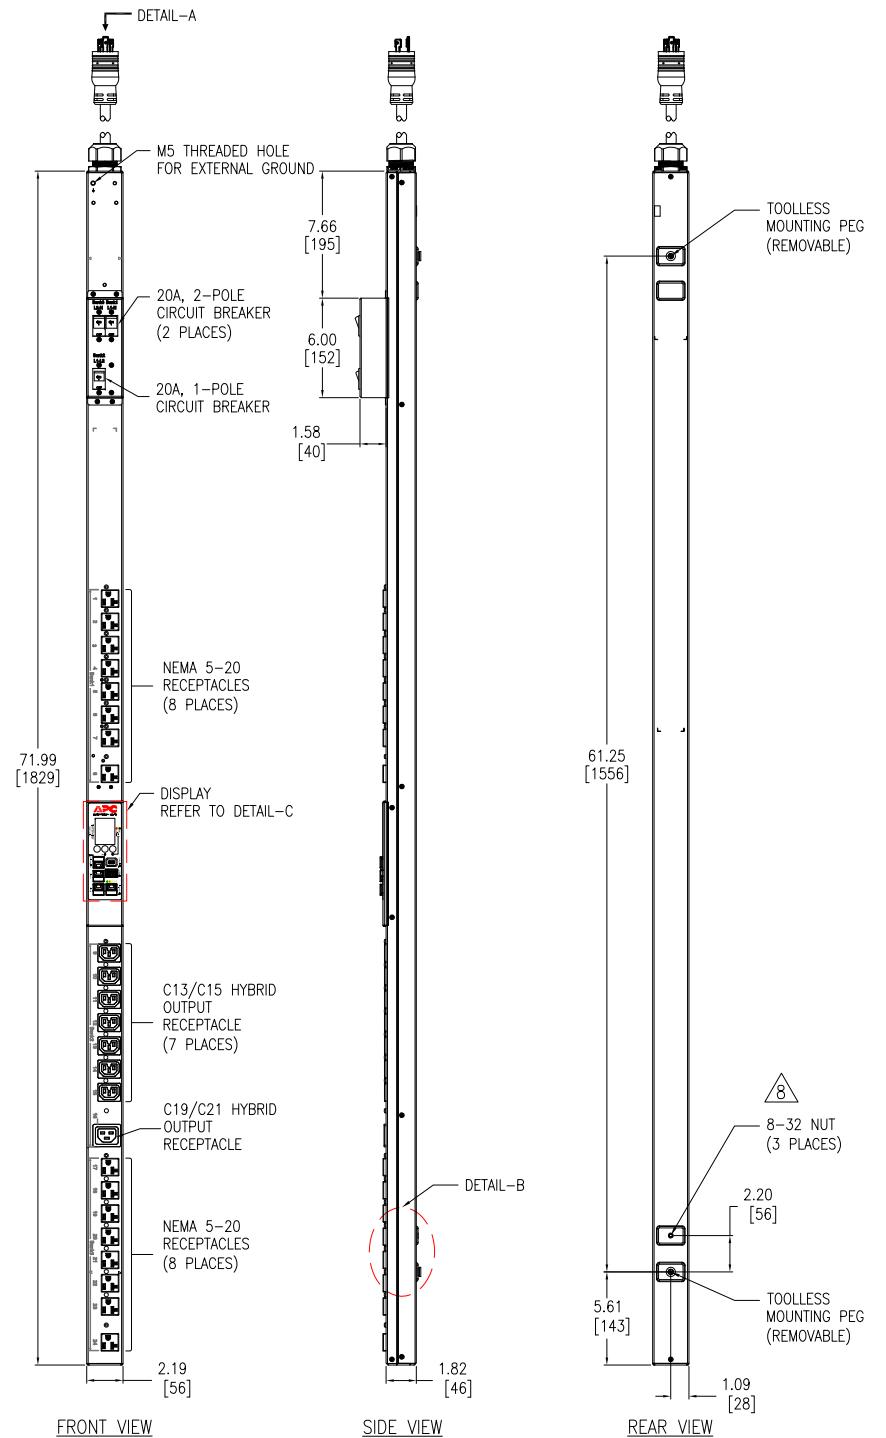 DETAIL-A
M5 THREADED HOLE
FOR EXTERNAL GROUND
20A, 2-POLE
CIRCUIT BREAKER
(2 PLACES)
20A, 1-POLE
CIRCUIT BREAKER
NEMA 5-20
RECEPTACLES
(8 PLACES)
71.99
[1829]
DISPLAY
REFER TO DETAIL-C
APC
C13/C15 HYBRID
OUTPUT
RECEPTACLE
(7 PLACES)
C19/C21 HYBRID
OUTPUT
RECEPTACLE
NEMA 5-20
RECEPTACLES
(8 PLACES)
2.19
[56]
FRONT VIEW
7.66
[195]
6.00
[152]
1.58
[40]
DETAIL-B
1.82
[46]
SIDE VIEW
TOOLLESS
MOUNTING PEG
(REMOVABLE)
61.25
[1556]
8
8-32 NUT
(3 PLACES)
2.20
[56]
5.61
[143]
TOOLLESS
MOUNTING PEG
(REMOVABLE)
1.09
[28]
REAR VIEW